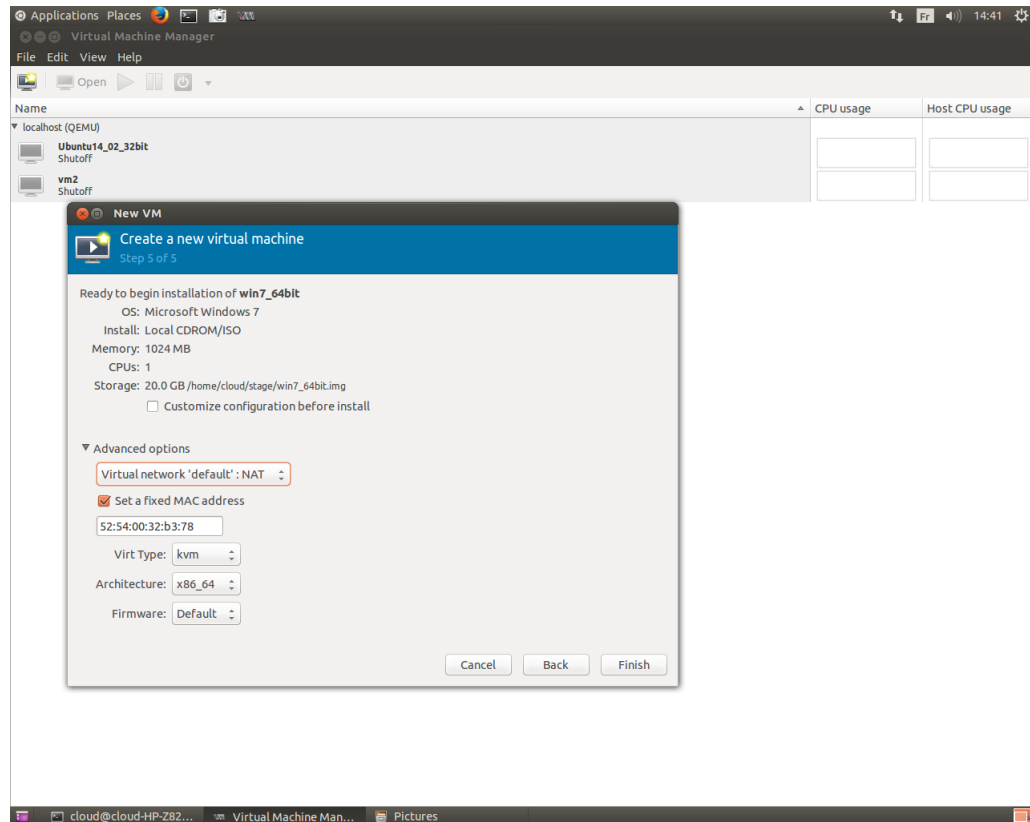 Applications Places Fr 14:41
Virtual Machine Manager
File Edit View Help
Open
Name CPU usage Host CPU usage
localhost (QEMU)
Ubuntu14_02_32bit
Shutoff
vm2
Shutoff
New VM
Create a new virtual machine
Step 5 of 5
Ready to begin installation of win7_64bit
OS: Microsoft Windows 7
Install: Local CDROM/ISO
Memory: 1024 MB
CPUs: 1
Storage: 20.0 GB /home/cloud/stage/win7_64bit.img
Customize configuration before install
Advanced options
Virtual network 'default' : NAT
Set a fixed MAC address
52:54:00:32:b3:78
Virt Type: kvm
Architecture: x86_64
Firmware: Default
Cancel Back Finish
cloud@cloud-HP-Z82... Virtual Machine Man... Pictures